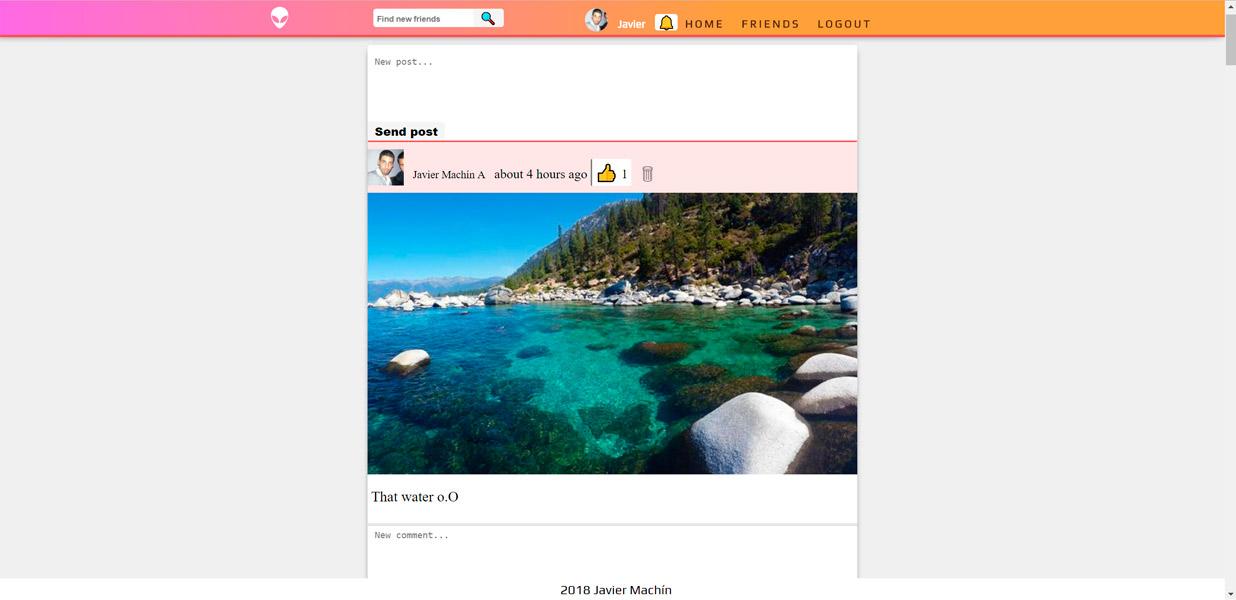 Find new friends
Javier
HOME
FRIENDS
LOGOUT
New post...
Send post
Javier Machín A about 4 hours ago 1
That water o.O
New comment...
2018 Javier Machín